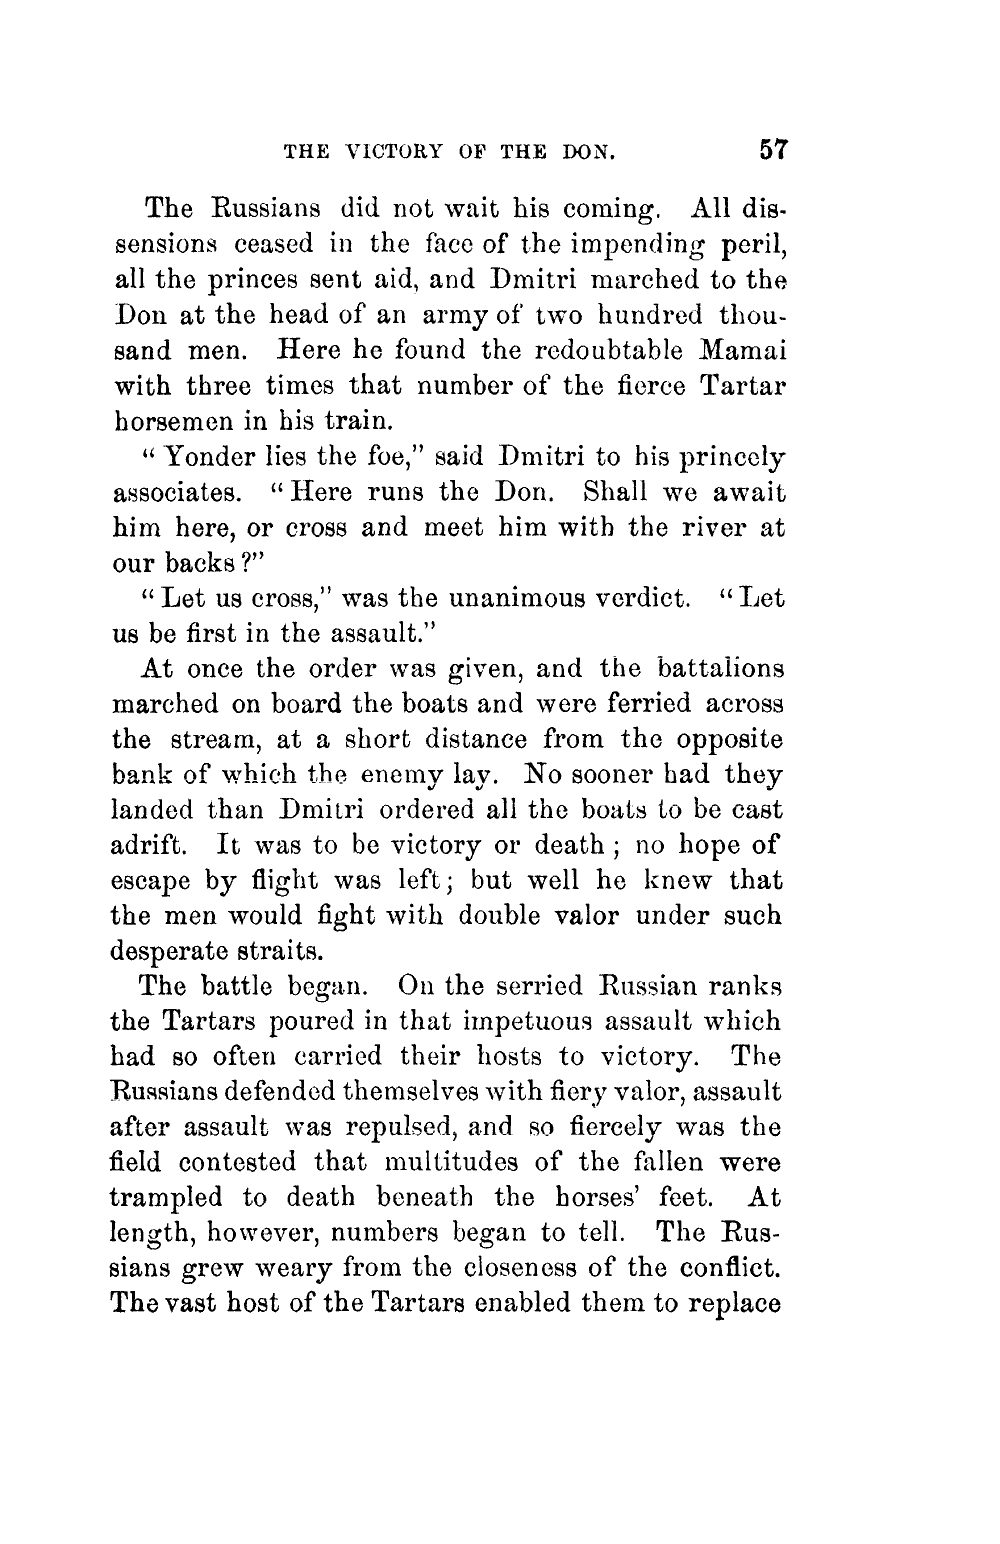 THE VICTORY OF THE DON. 57
The Russians did not wait his coming. All dis-
sensions ceased in the face of the impending peril,
all the princes sent aid, and Dmitri marched to the
Don at the head of an army of two hundred thou-
sand men. Here he found the redoubtable Mamai
with three times that number of the fierce Tartar
horsemen in his train.
“Yonder lies the foe,” said Dmitri to his princely
associates. “Here runs the Don. Shall we await
him here, or cross and meet him with the river at
our backs?”
“Let us cross,” was the unanimous verdict. “Let
us be first in the assault.”
At once the order was given, and the battalions
marched on board the boats and were ferried across
the stream, at a short distance from the opposite
bank of which the enemy lay. No sooner had they
landed than Dmitri ordered all the boats to be cast
adrift. It was to be victory or death; no hope of
escape by flight was left; but well he knew that
the men would fight with double valor under such
desperate straits.
The battle began. On the serried Russian ranks
the Tartars poured in that impetuous assault which
had so often carried their hosts to victory. The
Russians defended themselves with fiery valor, assault
after assault was repulsed, and so fiercely was the
field contested that multitudes of the fallen were
trampled to death beneath the horses’ feet. At
length, however, numbers began to tell. The Rus-
sians grew weary from the closeness of the conflict.
The vast host of the Tartars enabled them to replace